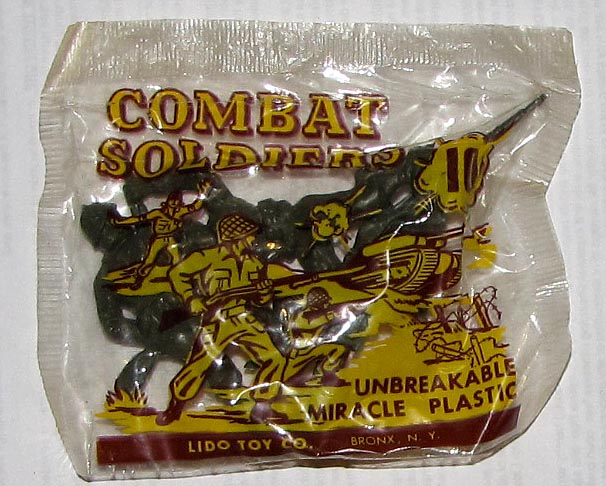 COMBAT
SOLDIERS
10
UNBREAKABLE
MIRACLE PLASTIC
LIDO TOY CO. BRONX, N. Y.